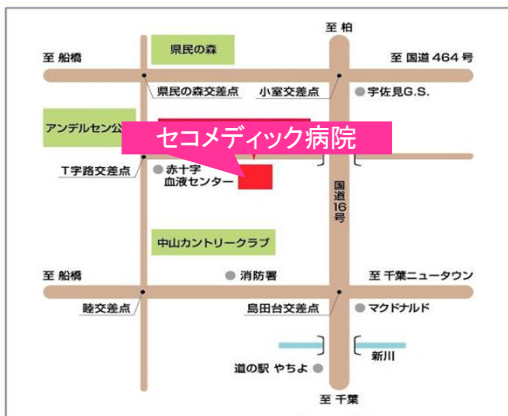 至 柏
県民の森
至 船橋
至 国道 464 号
県民の森交差点
小室交差点
宇佐見G.S.
アンデルセン公
セコメディック病院
T字路交差点
赤十字
血液センター
国道16号
中山カントリークラブ
至 船橋
消防署
至 千葉ニュータウン
睦交差点
島田台交差点
マクドナルド
新川
道の駅 やちよ
至 千葉